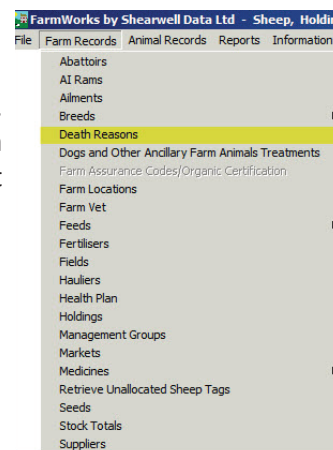 FarmWorks by Shearwell Data Ltd - Sheep,
File Farm Records Animal Records Reports Information
Abattoirs
AI Rams
Ailments
Breeds
Death Reasons
Dogs and Other Ancillary Farm Animals Treatments
Farm Assurance Codes/Organic Certification
Farm Locations
Farm Vet
Feeds
Fertilisers
Fields
Hauliers
Health Plan
Holdings
Management Groups
Markets
Medicines
Retrieve Unallocated Sheep Tags
Seeds
Stock Totals
Suppliers